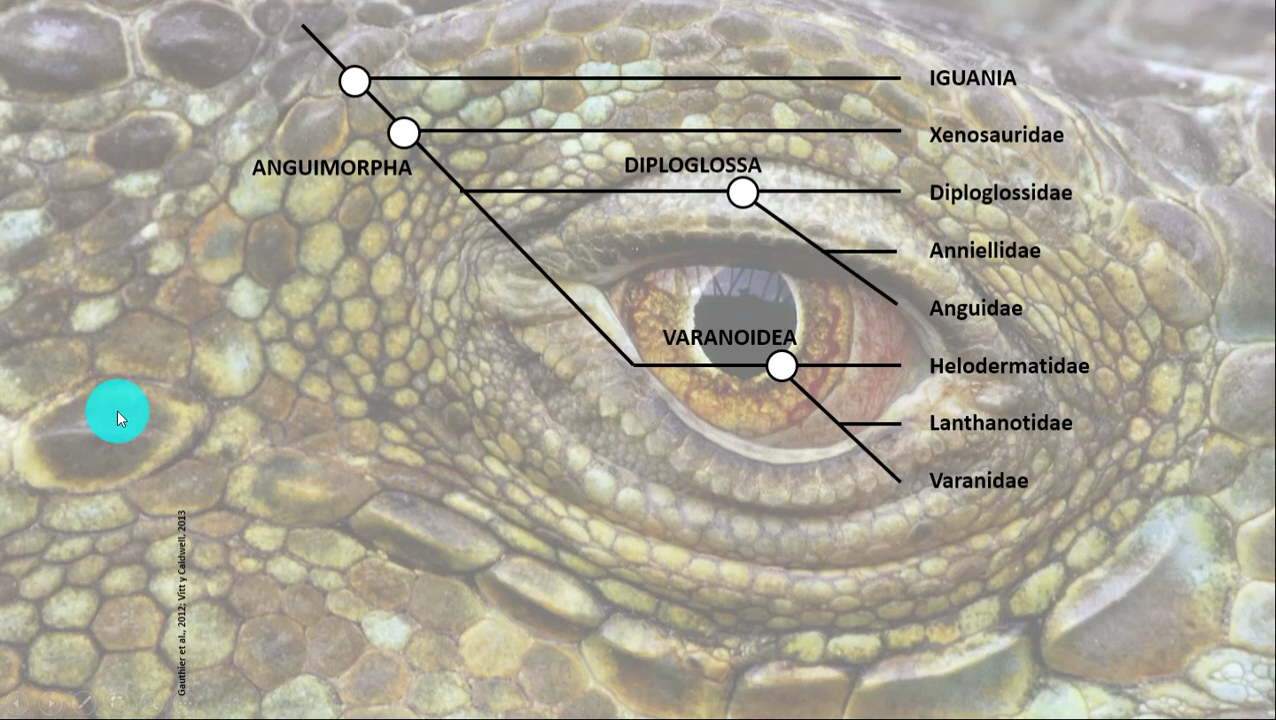 IGUANIA
Xenosauridae
ANGUIMORPHA
DIPLOGLOSSA
Diploglossidae
Anniellidae
Anguidae
VARANOIDEA
Helodermatidae
Lanthanotidae
Varanidae
Gauthier et al., 2012; Vitt y Caldwell, 2013